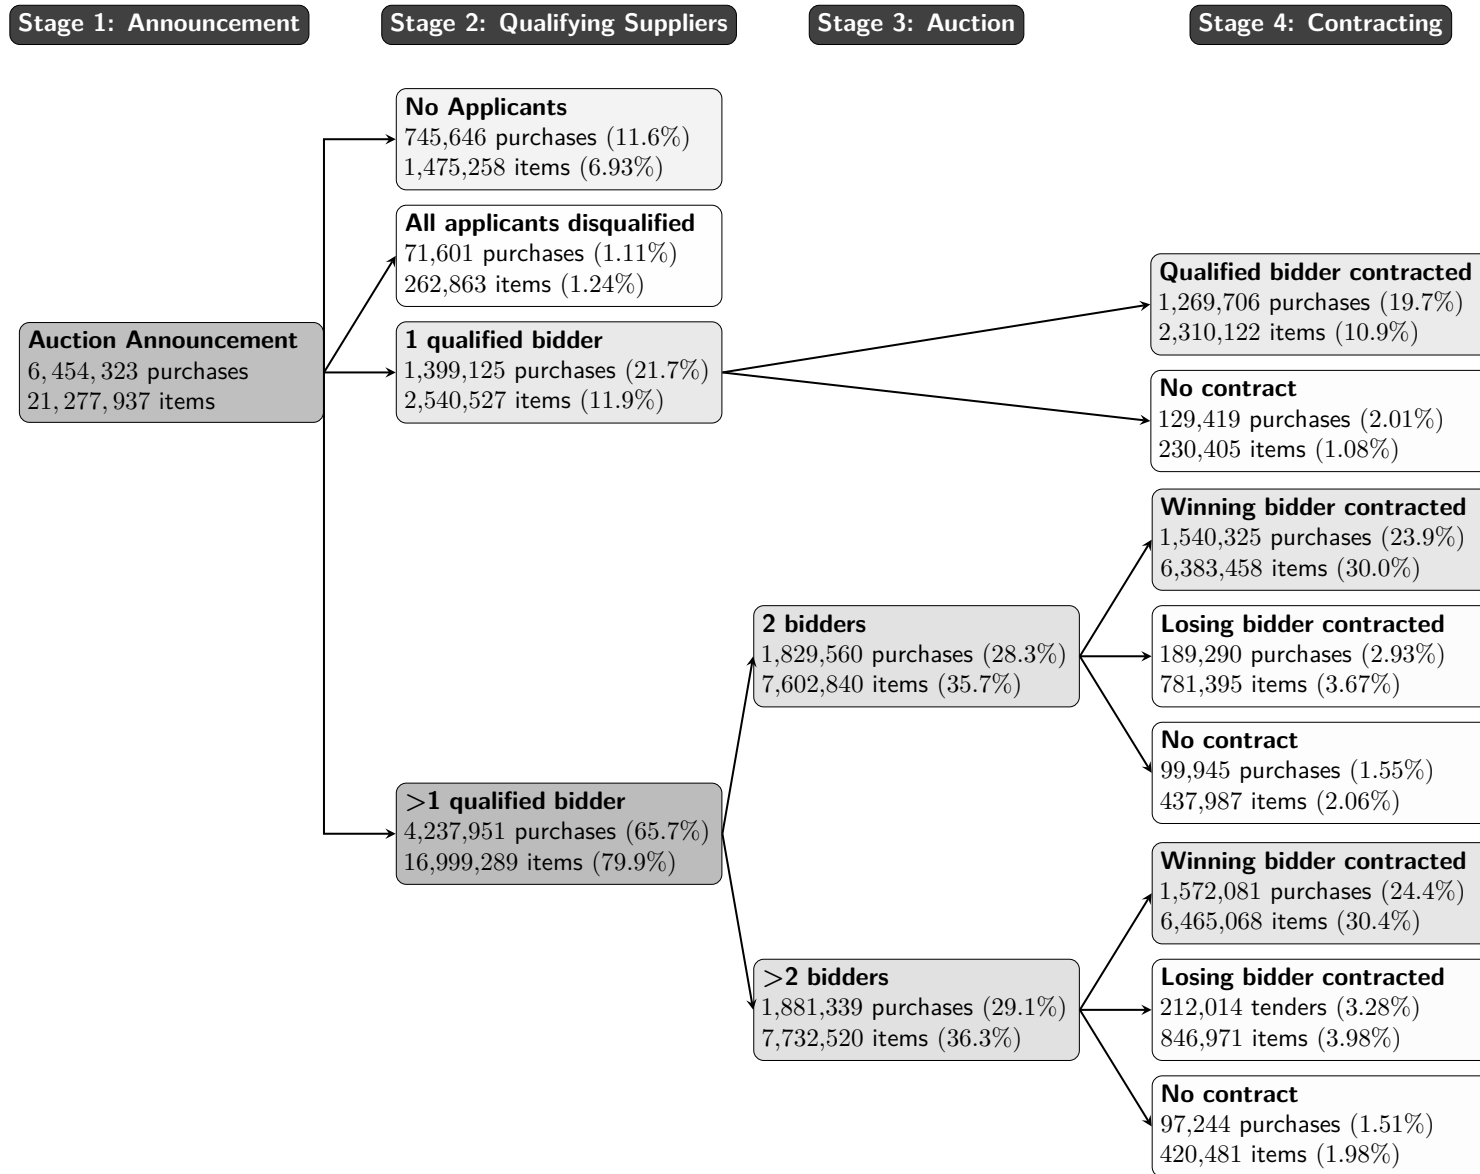 Stage 1: Announcement
Stage 2: Qualifying Suppliers
Stage 3: Auction
Stage 4: Contracting
Auction Announcement
6, 454, 323 purchases
21, 277, 937 items
No Applicants
745,646 purchases (11.6%)
1,475,258 items (6.93%)
All applicants disqualified
71,601 purchases (1.11%)
262,863 items (1.24%)
1 qualified bidder
1,399,125 purchases (21.7%)
2,540,527 items (11.9%)
>1 qualified bidder
4,237,951 purchases (65.7%)
16,999,289 items (79.9%)
2 bidders
1,829,560 purchases (28.3%)
7,602,840 items (35.7%)
>2 bidders
1,881,339 purchases (29.1%)
7,732,520 items (36.3%)
Qualified bidder contracted
1,269,706 purchases (19.7%)
2,310,122 items (10.9%)
No contract
129,419 purchases (2.01%)
230,405 items (1.08%)
Winning bidder contracted
1,540,325 purchases (23.9%)
6,383,458 items (30.0%)
Losing bidder contracted
189,290 purchases (2.93%)
781,395 items (3.67%)
No contract
99,945 purchases (1.55%)
437,987 items (2.06%)
Winning bidder contracted
1,572,081 purchases (24.4%)
6,465,068 items (30.4%)
Losing bidder contracted
212,014 tenders (3.28%)
846,971 items (3.98%)
No contract
97,244 purchases (1.51%)
420,481 items (1.98%)